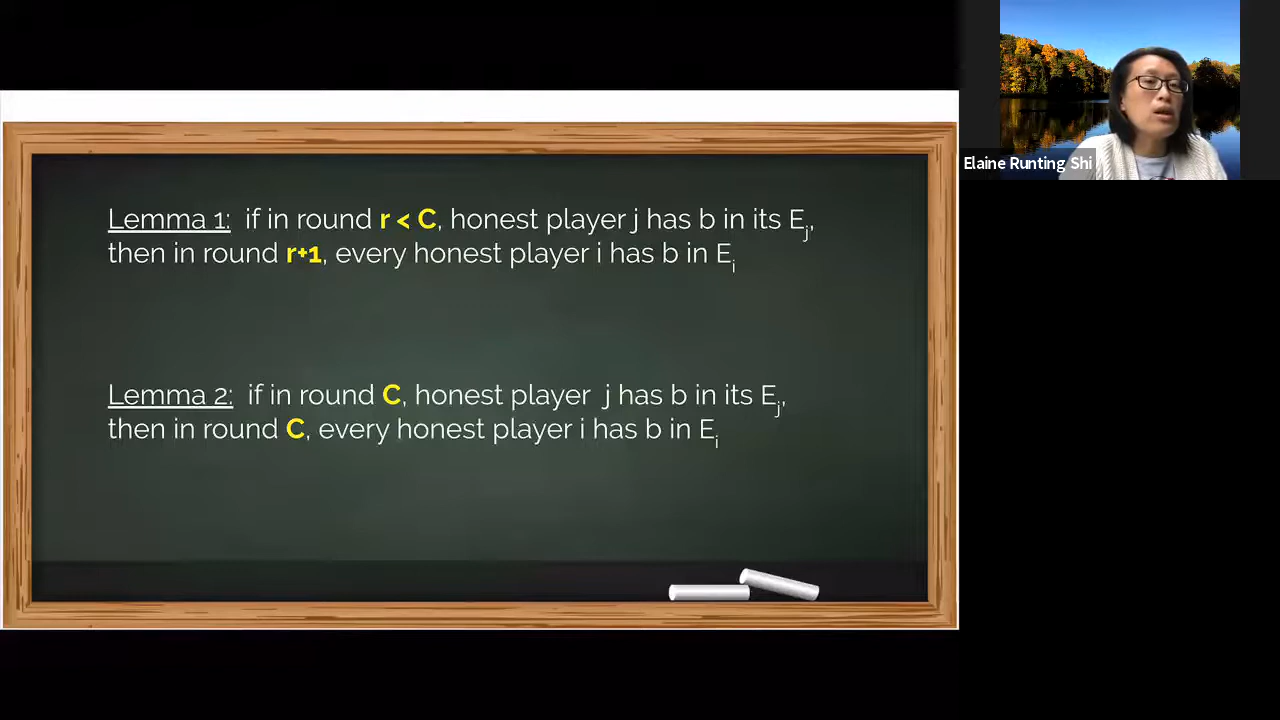 Lemma 1: if in round r < C, honest player j has b in its Ej,
then in round r+1, every honest player i has b in Ei
Lemma 2: if in round C, honest player j has b in its Ej,
then in round C, every honest player i has b in Ei
Elaine Runting Shi